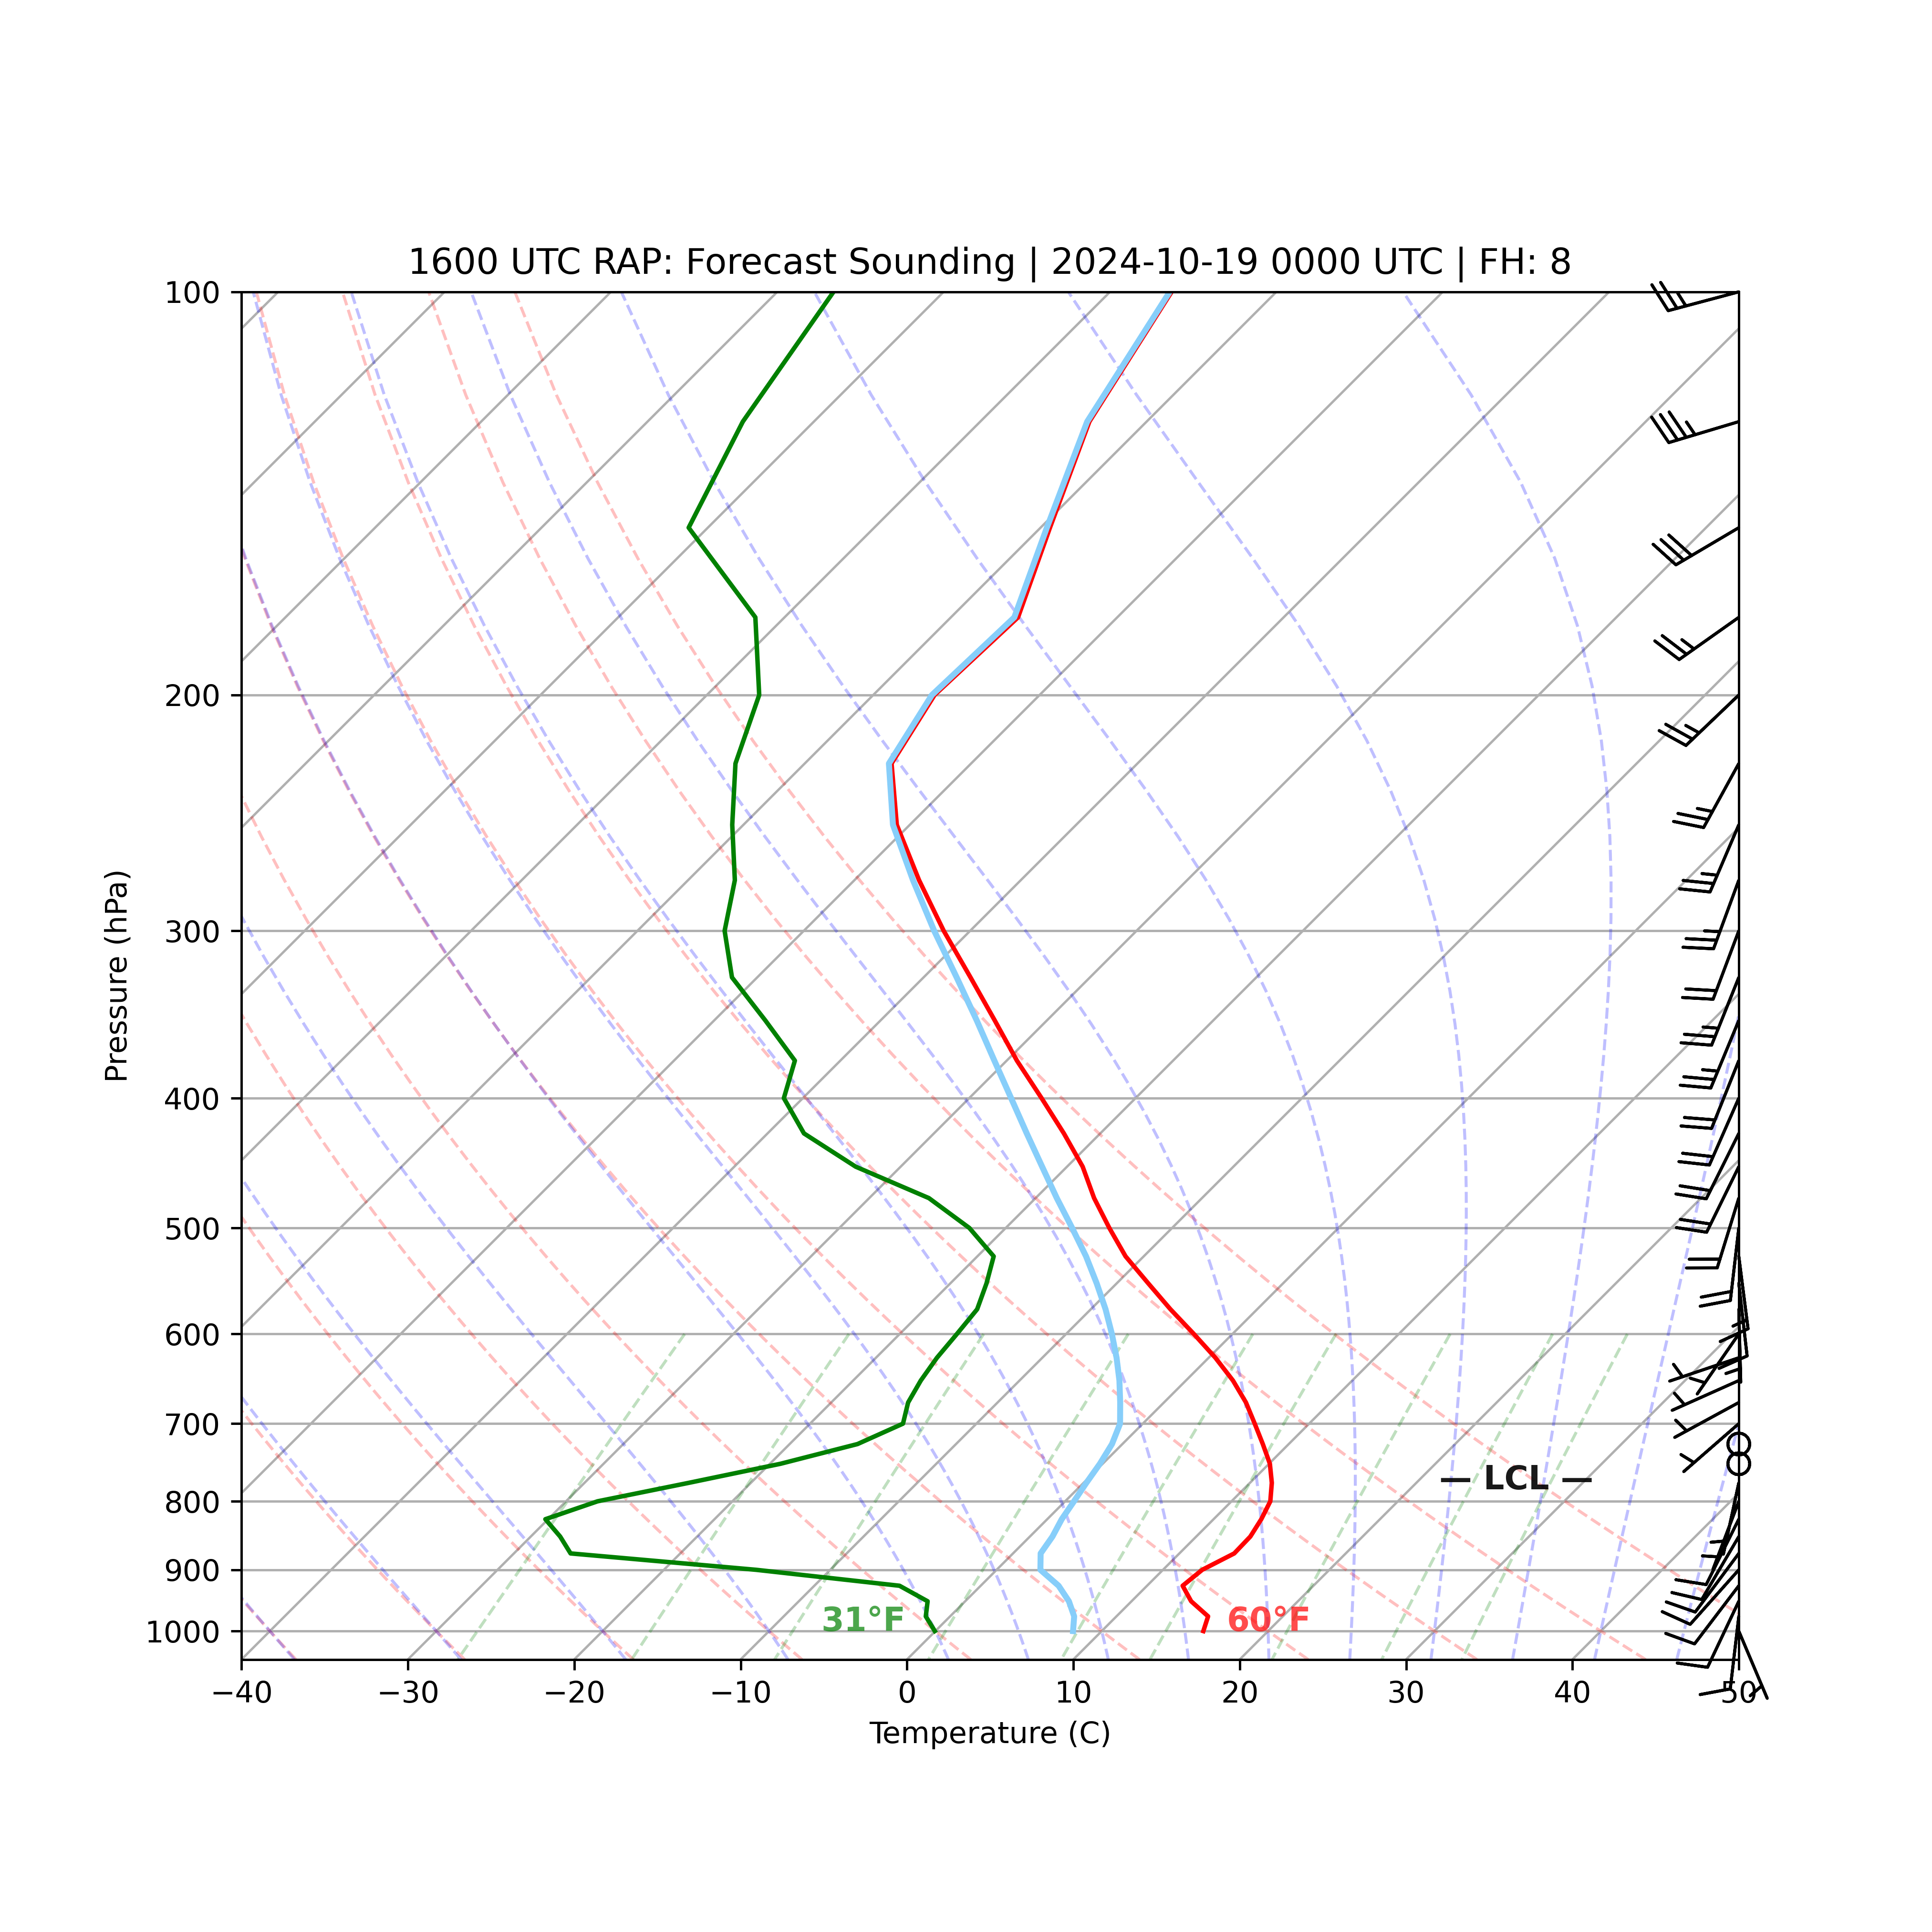 1600 UTC RAP: Forecast Sounding | 2024-10-19 0000 UTC | FH: 8
100
200
300
400
500
600
700
800
900
1000
Pressure (hPa)
— LCL —
31°F
60°F
−40 −30 −20 −10 0 10 20 30 40 50
Temperature (C)